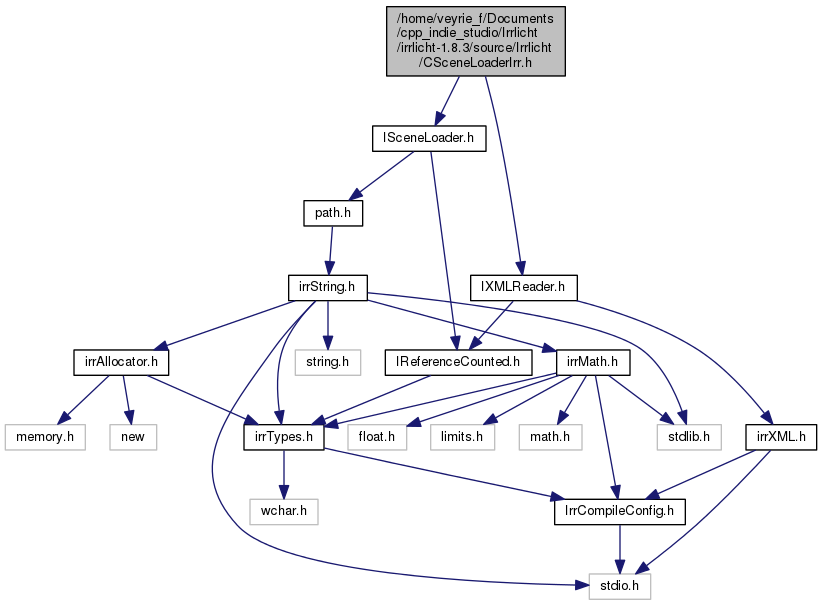 /home/veyrie_f/Documents
/cpp_indie_studio/Irrlicht
/irrlicht-1.8.3/source/Irrlicht
/CSceneLoaderIrr.h
ISceneLoader.h
path.h
irrString.h
IXMLReader.h
irrAllocator.h
string.h
IReferenceCounted.h
irrMath.h
memory.h
new
irrTypes.h
float.h
limits.h
math.h
stdlib.h
irrXML.h
wchar.h
IrrCompileConfig.h
stdio.h